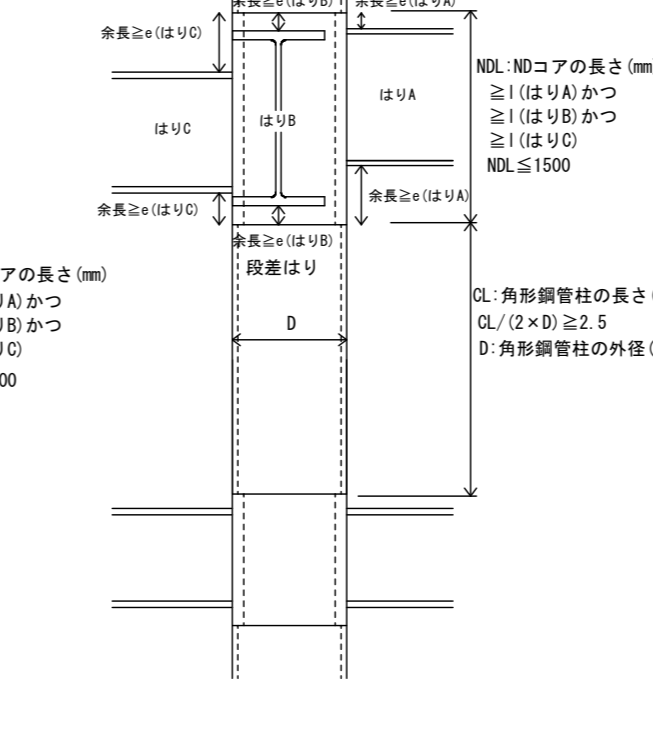 余長≧e(はりB)
余長≧e(はりA)
余長≧e(はりC)
はりC
はりB
はりA
NDL:NDコアの長さ(mm
≧l(はりA)かつ
≧l(はりB)かつ
≧l(はりC)
NDL≦1500
余長≧e(はりC)
余長≧e(はりA)
余長≧e(はりB)
段差はり
アの長さ(mm)
A)かつ
B)かつ
C)
00
D
CL:角形鋼管柱の長さ(
CL/(2×D)≧2.5
D:角形鋼管柱の外径(